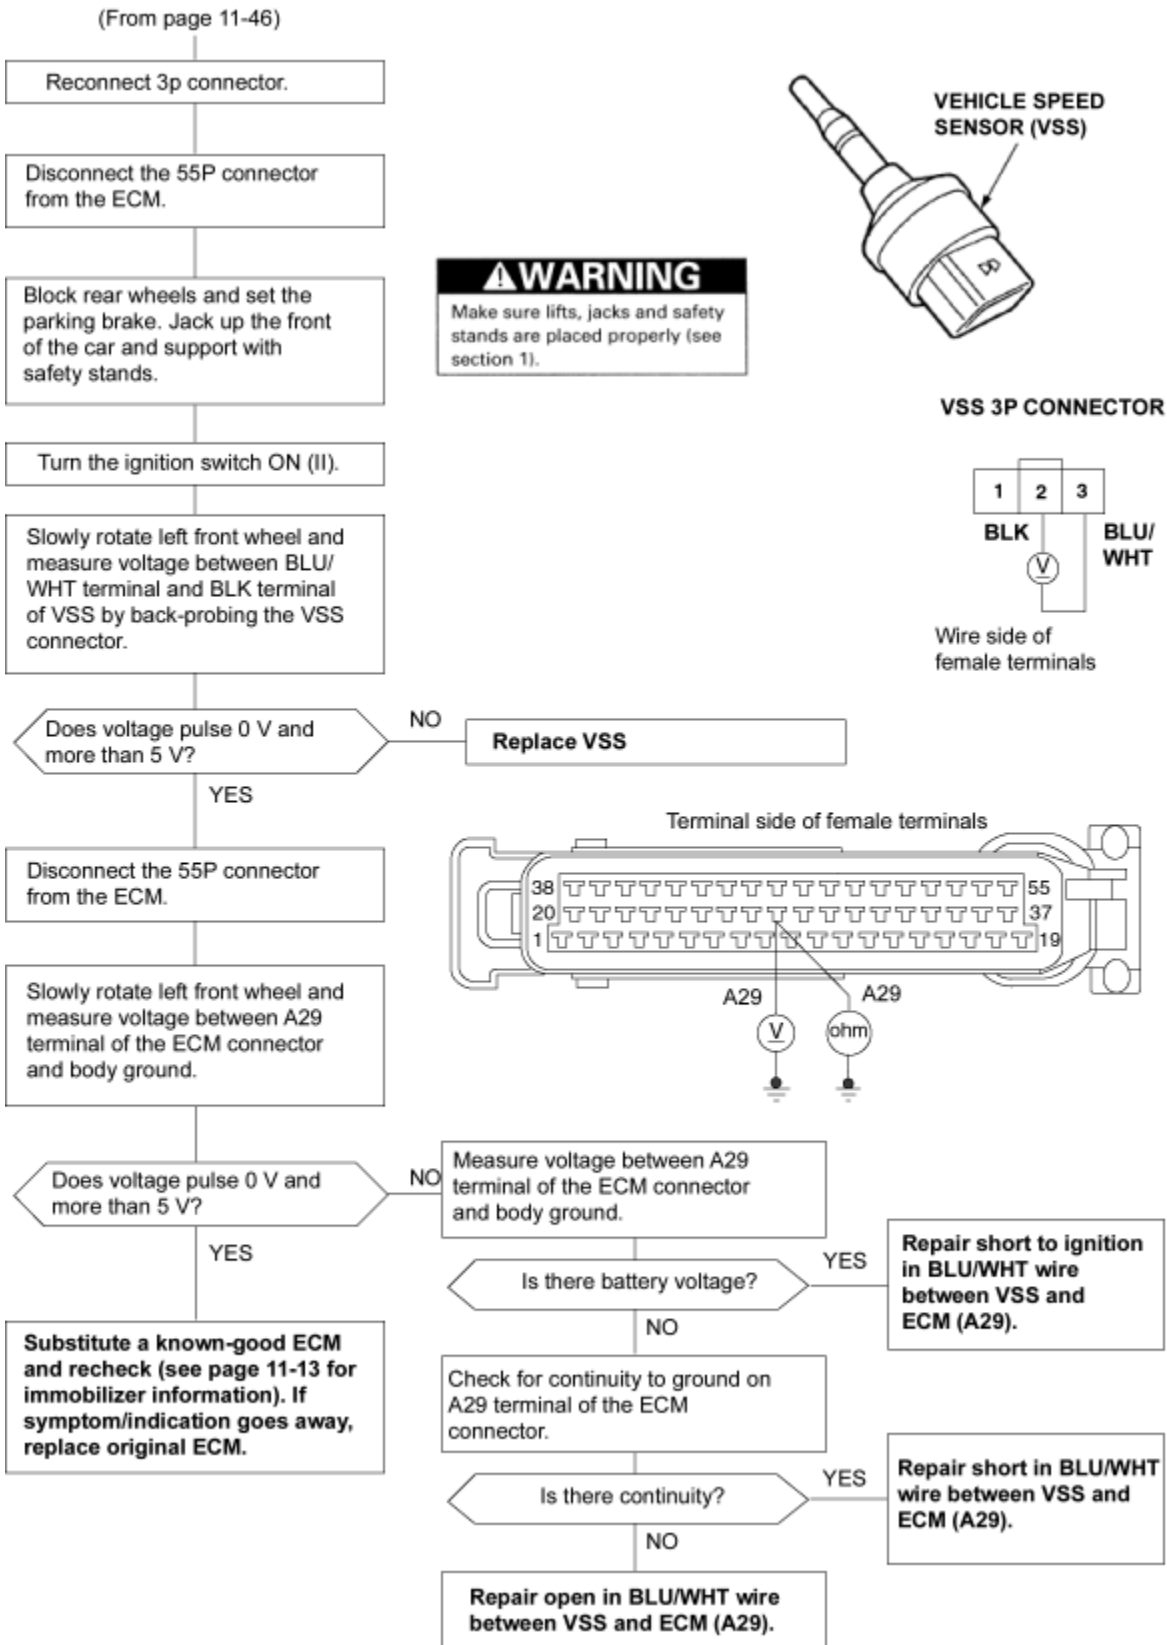 (From page 11-46)
Reconnect 3p connector.
Disconnect the 55P connector
from the ECM.
Block rear wheels and set the
parking brake. Jack up the front
of the car and support with
safety stands.
Turn the ignition switch ON (II).
Slowly rotate left front wheel and
measure voltage between BLU/
WHT terminal and BLK terminal
of VSS by back-probing the VSS
connector.
Does voltage pulse 0 V and
more than 5 V?
NO
Replace VSS
YES
WARNING
Make sure lifts, jacks and safety
stands are placed properly (see
section 1).
VEHICLE SPEED
SENSOR (VSS)
VSS 3P CONNECTOR
1 2 3
BLK
BLU/
WHT
V
Wire side of
female terminals
Disconnect the 55P connector
from the ECM.
Terminal side of female terminals
38 55
20 37
1 19
A29 A29
V ohm
Slowly rotate left front wheel and
measure voltage between A29
terminal of the ECM connector
and body ground.
Does voltage pulse 0 V and
more than 5 V?
NO
YES
Substitute a known-good ECM
and recheck (see page 11-13 for
immobilizer information). If
symptom/indication goes away,
replace original ECM.
Measure voltage between A29
terminal of the ECM connector
and body ground.
Is there battery voltage?
YES
Repair short to ignition
in BLU/WHT wire
between VSS and
ECM (A29).
NO
Check for continuity to ground on
A29 terminal of the ECM
connector.
Is there continuity?
YES
Repair short in BLU/WHT
wire between VSS and
ECM (A29).
NO
Repair open in BLU/WHT wire
between VSS and ECM (A29).